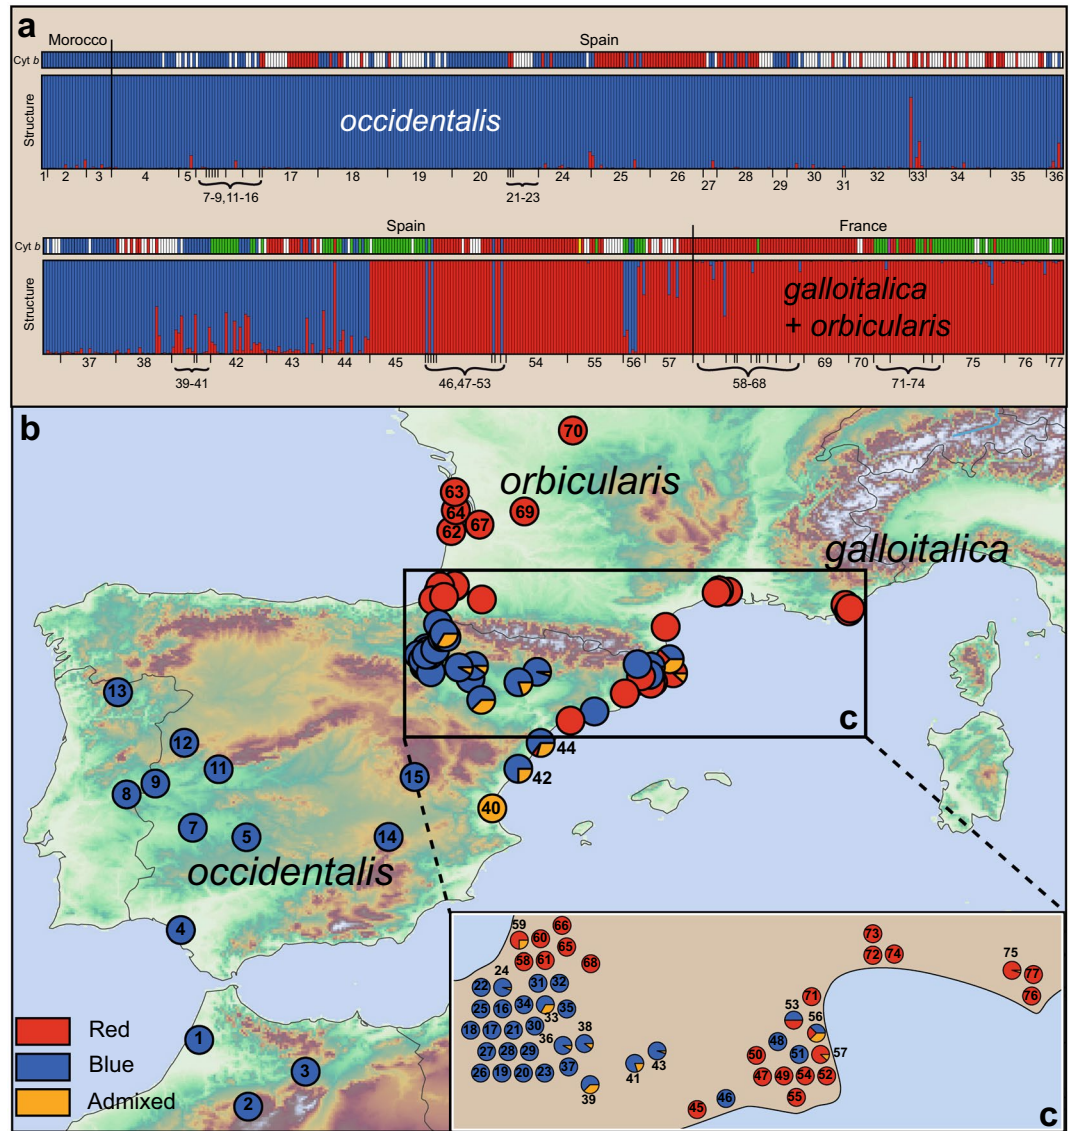 a
Morocco Spain
Cyt b
Structure
occidentalis
1 2 3 4 5 17 18 19 20 24 25 26 27 28 29 30 31 32 33 34 35 36
7-9,11-16 21-23
Spain France
Cyt b
Structure
galloitalica
+ orbicularis
37 38 42 43 44 45 54 55 56 57 69 70 75 76 77
39-41 46,47-53 58-68 71-74
b
70
orbicularis
63
64 69
62 67
galloitalica
13
c
12
44
11 15 42
9
8 40
7 5 14
occidentalis
4
1
3
2
Red
Blue
Admixed
59 66
60 65
58 61 68
24
22 31 32
25 16 34 33 35
18 17 21 30
36 38
27 28 29
26 19 20 23 37
39
41 43
73
72 74
75 77
76
71
53
56
48
50 51 57
47 49 54 52
55
46
45
c